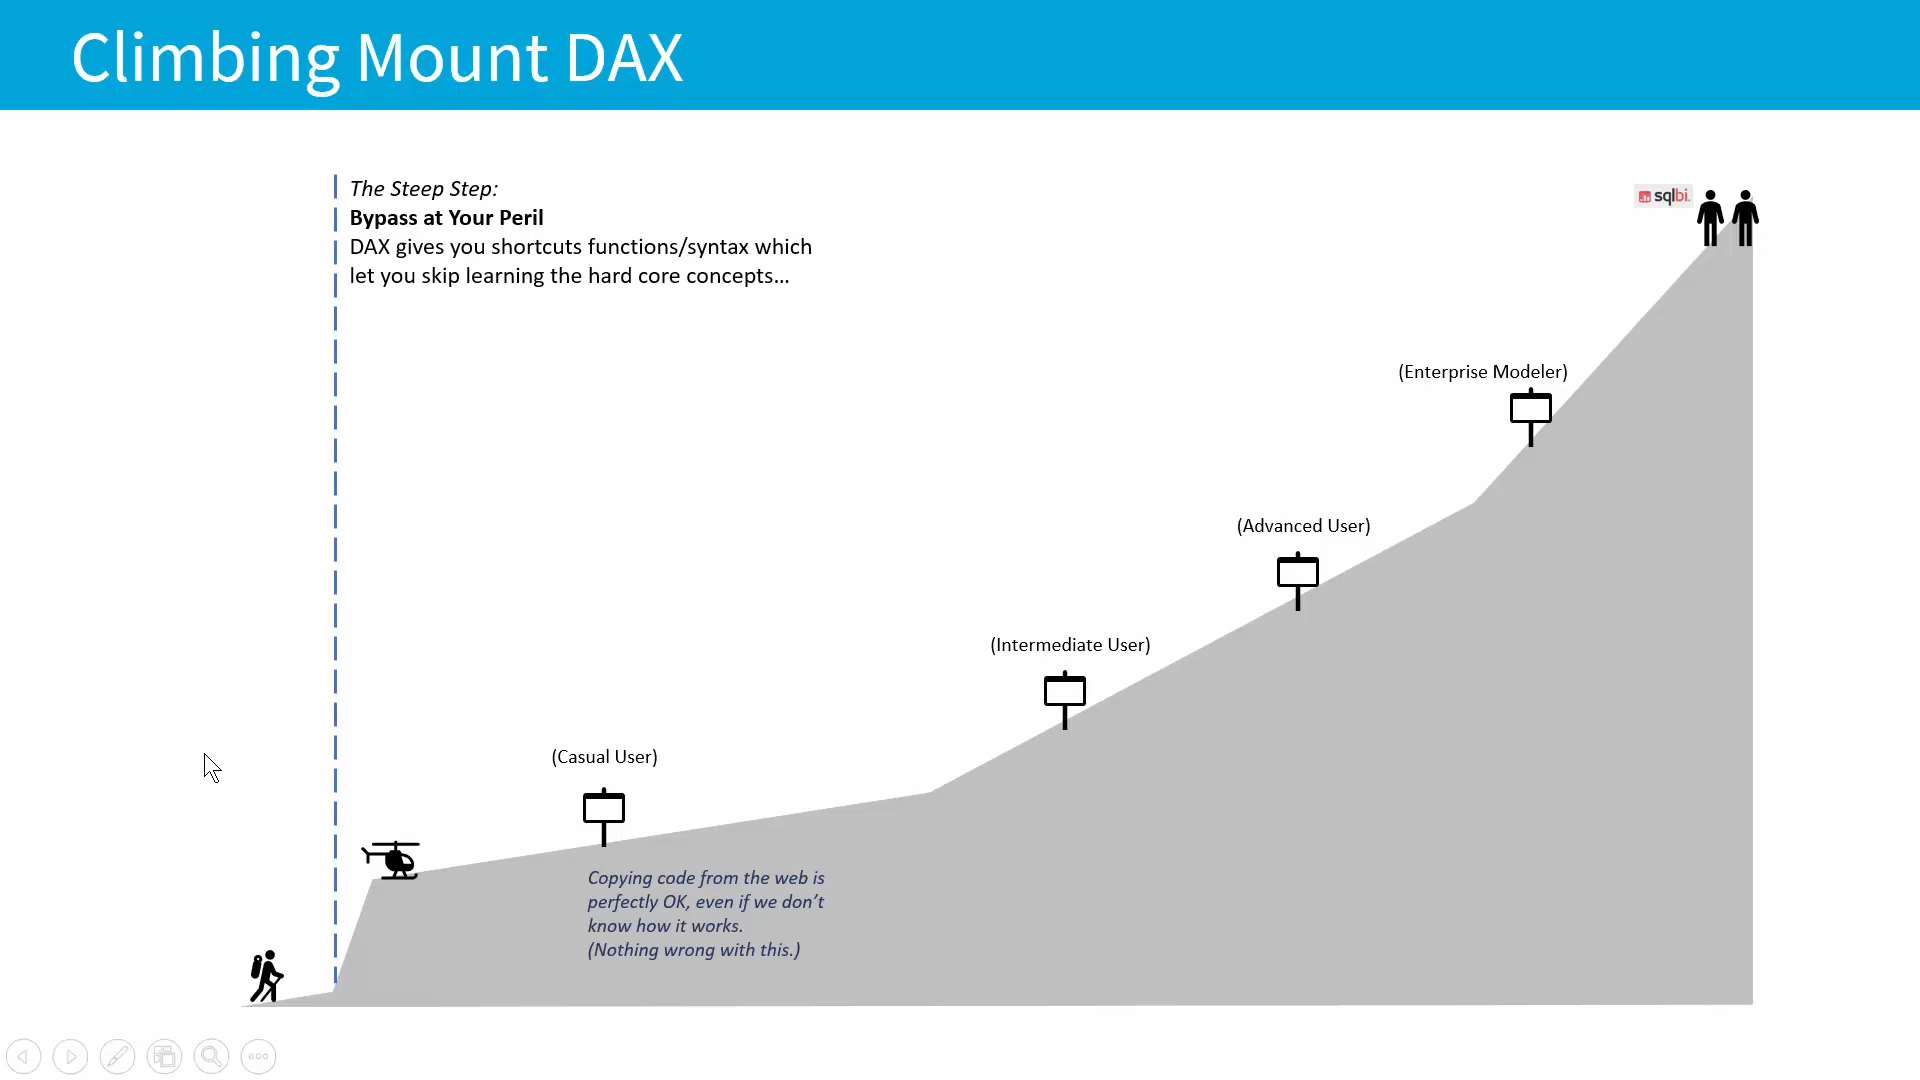 Climbing Mount DAX
The Steep Step:
Bypass at Your Peril
DAX gives you shortcuts functions/syntax which
let you skip learning the hard core concepts...
sqlbi.
(Enterprise Modeler)
(Advanced User)
(Intermediate User)
(Casual User)
Copying code from the web is
perfectly OK, even if we don’t
know how it works.
(Nothing wrong with this.)